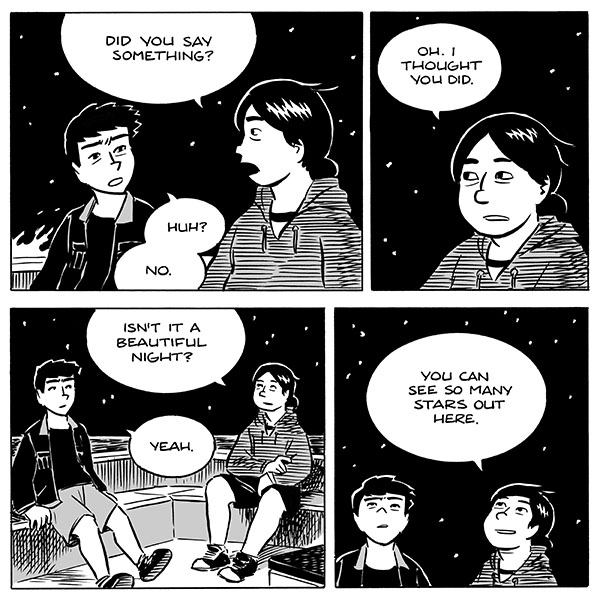 DID YOU SAY
SOMETHING?
HUH?
NO.
OH. I
THOUGHT
YOU DID.
ISN'T IT A
BEAUTIFUL
NIGHT?
YEAH.
YOU CAN
SEE SO MANY
STARS OUT
HERE.